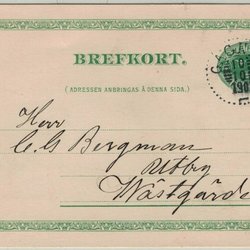 BREFKORT.
(ADRESSEN ANBRINGAS Å DENNA SIDA.)
Herr
C. G. Bergman
Utby
Wästgärde